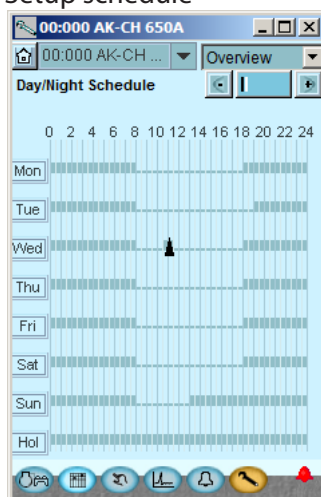 Setup schedule
00:000 AK-CH 650A
00:000 AK-CH ... Overview
Day/Night Schedule
0 2 4 6 8 10 12 14 16 18 20 22 24
Mon
Tue
Wed
Thu
Fri
Sat
Sun
Hol